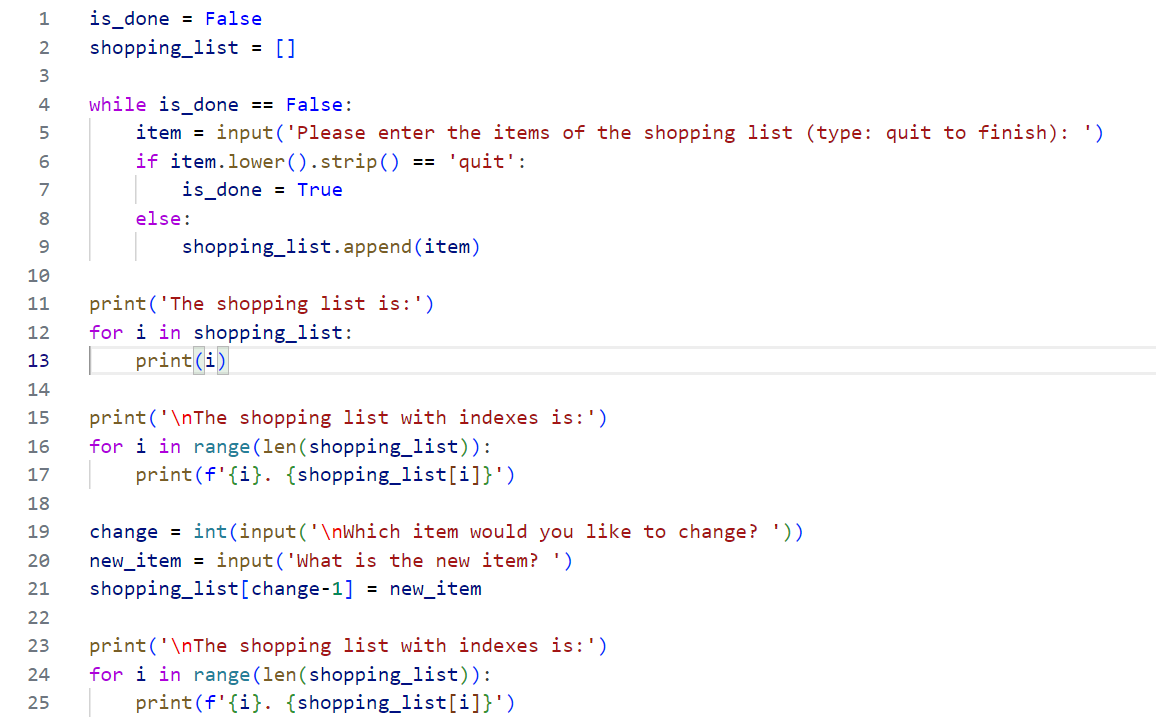 1 is_done = False
2 shopping_list = []
3
4 while is_done == False:
5     item = input('Please enter the items of the shopping list (type: quit to finish): ')
6     if item.lower().strip() == 'quit':
7         is_done = True
8     else:
9         shopping_list.append(item)
10
11 print('The shopping list is:')
12 for i in shopping_list:
13     print(i)
14
15 print('\nThe shopping list with indexes is:')
16 for i in range(len(shopping_list)):
17     print(f'{i}. {shopping_list[i]}')
18
19 change = int(input('\nWhich item would you like to change? '))
20 new_item = input('What is the new item? ')
21 shopping_list[change-1] = new_item
22
23 print('\nThe shopping list with indexes is:')
24 for i in range(len(shopping_list)):
25     print(f'{i}. {shopping_list[i]}')